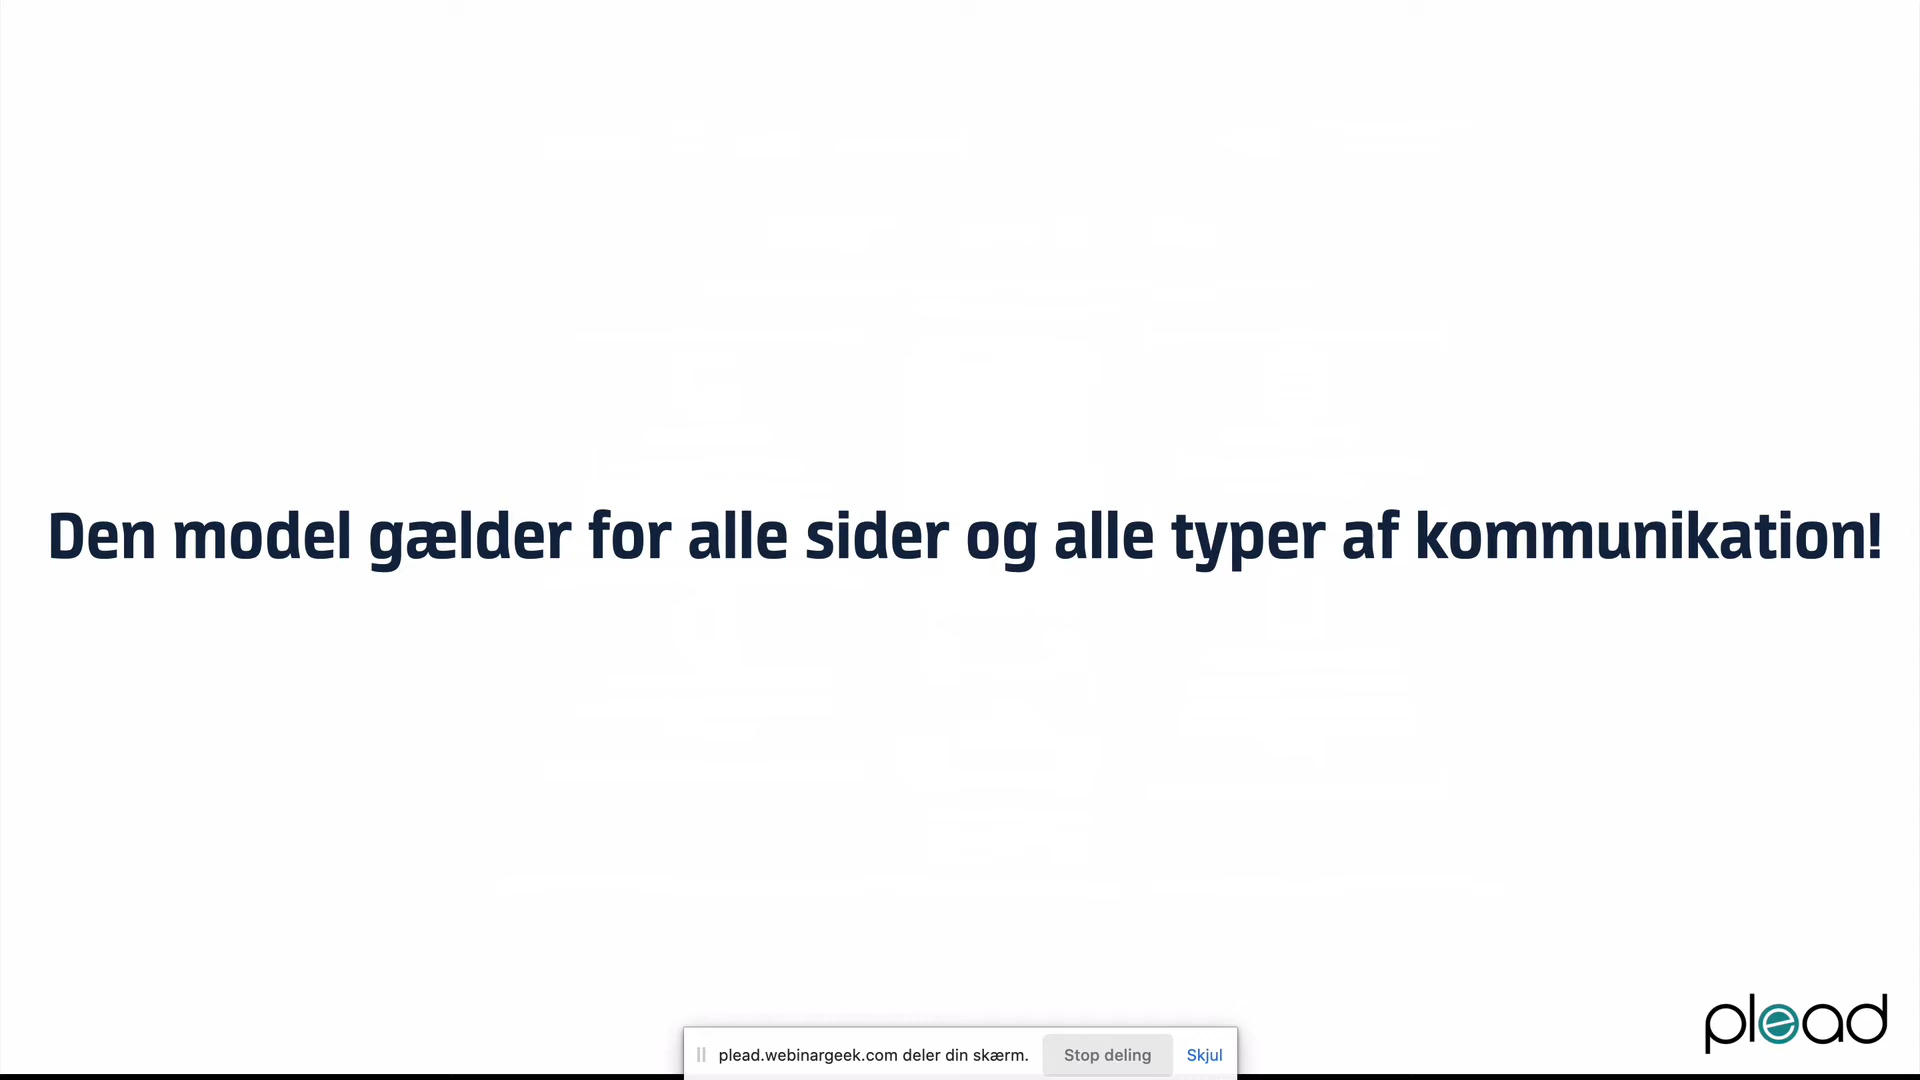 Den model gælder for alle sider og alle typer af kommunikation!
plead
plead.webinargeek.com deler din skærm. Stop deling Skjul